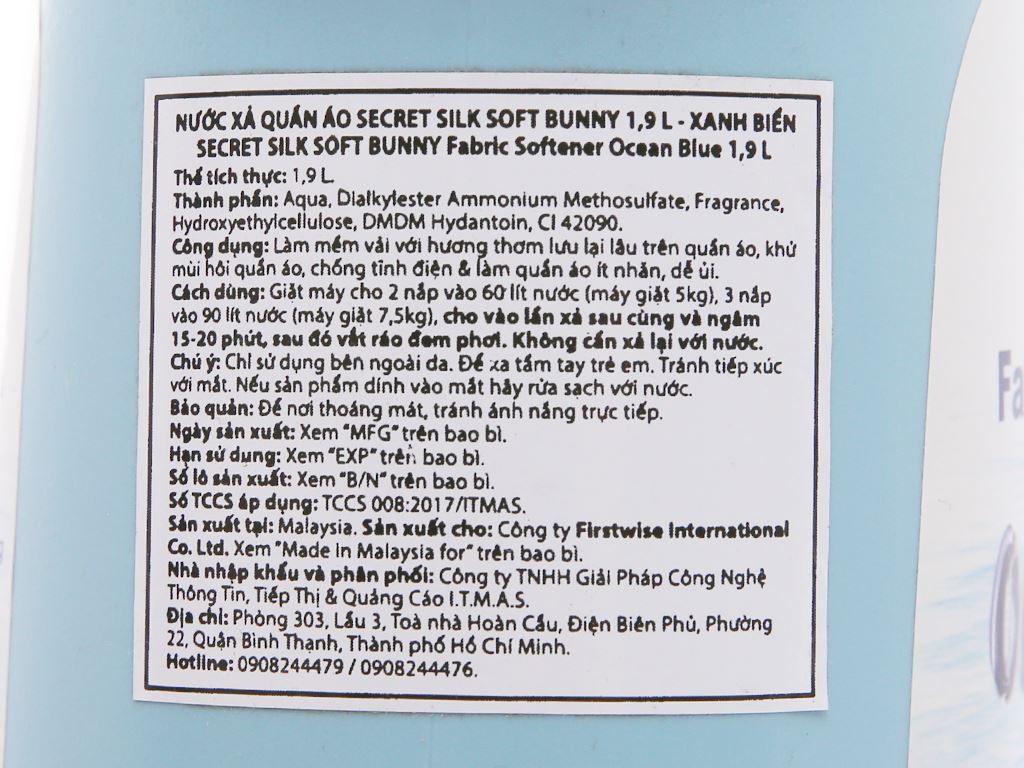 NƯỚC XẢ QUẦN ÁO SECRET SILK SOFT BUNNY 1,9 L - XANH BIỂN
SECRET SILK SOFT BUNNY Fabric Softener Ocean Blue 1,9 L
Thể tích thực: 1,9 L
Thành phần: Aqua, Dialkylester Ammonium Methosulfate, Fragrance,
Hydroxyethylcellulose, DMDM Hydantoin, CI 42090.
Công dụng: Làm mềm vải với hương thơm lưu lại lâu trên quần áo, khử
mùi hôi quần áo, chống tĩnh điện & làm quần áo ít nhăn, dễ ủi.
Cách dùng: Giặt máy cho 2 nắp vào 60 lít nước (máy giặt 5kg), 3 nắp
vào 90 lít nước (máy giặt 7,5kg), cho vào lần xả sau cùng và ngâm
15-20 phút, sau đó vắt ráo đem phơi. Không cần xả lại với nước.
Chú ý: Chỉ sử dụng bên ngoài da. Để xa tầm tay trẻ em. Tránh tiếp xúc
với mắt. Nếu sản phẩm dính vào mắt hãy rửa sạch với nước.
Bảo quản: Để nơi thoáng mát, tránh ánh nắng trực tiếp.
Ngày sản xuất: Xem "MFG" trên bao bì.
Hạn sử dụng: Xem "EXP" trên bao bì.
Số lô sản xuất: Xem "B/N" trên bao bì.
Số TCCS áp dụng: TCCS 008:2017/ITMAS.
Sản xuất tại: Malaysia. Sản xuất cho: Công ty Firstwise International
Co. Ltd. Xem "Made in Malaysia for" trên bao bì.
Nhà nhập khẩu và phân phối: Công ty TNHH Giải Pháp Công Nghệ
Thông Tin, Tiếp Thị & Quảng Cáo I.T.M.A.S.
Địa chỉ: Phòng 303, Lầu 3, Toà nhà Hoàn Cầu, Điện Biên Phủ, Phường
22, Quận Bình Thạnh, Thành phố Hồ Chí Minh.
Hotline: 0908244479 / 0908244476.
Fa